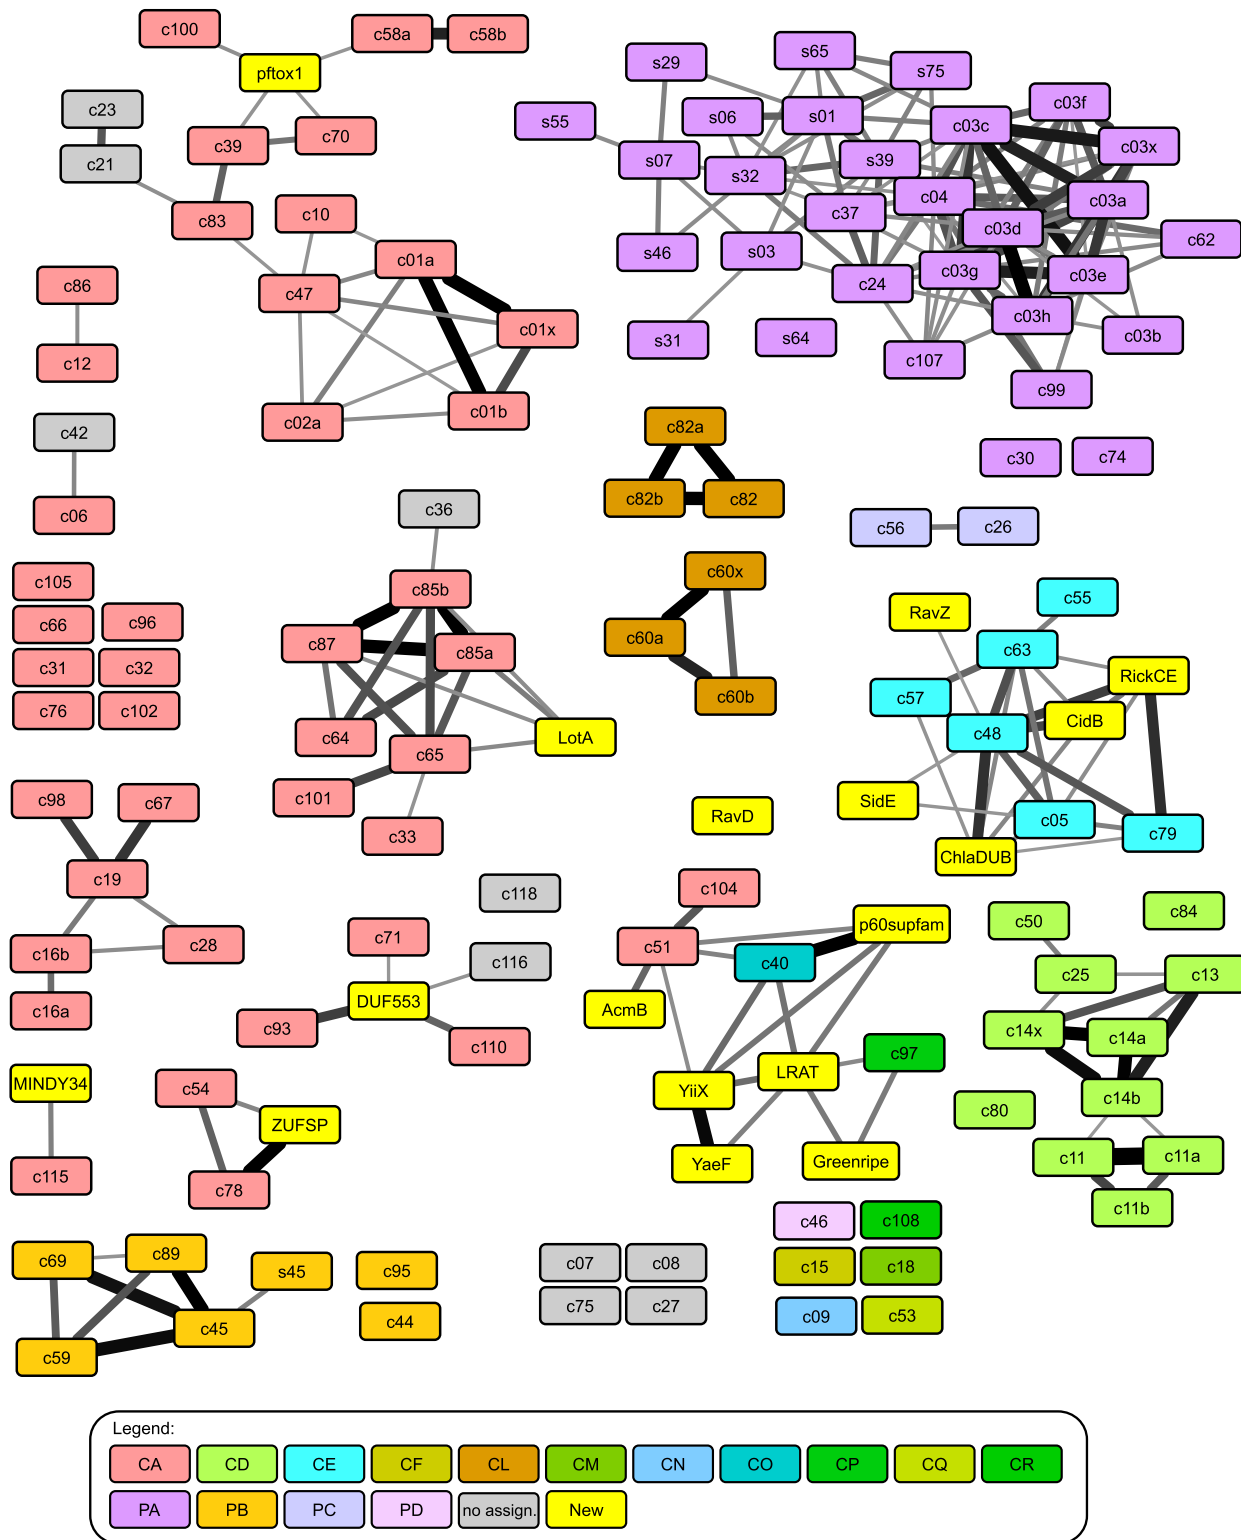 c100
c58a
c58b
pftox1
c23
c21
c39
c70
c83
c10
c01a
c47
c01x
c86
c12
c02a
c01b
c42
c06
s65
s29
s75
c03f
s06
s01
c03c
s55
c03x
s07
s39
s32
c04
c03a
c37
c03d
c62
s46
s03
c24
c03g
c03e
c03h
c03b
s31
s64
c107
c99
c82a
c30
c74
c82b
c82
c56
c26
c36
c105
c66
c96
c31
c32
c76
c102
c85b
c87
c85a
c64
c65
LotA
c101
c33
c60x
c60a
c60b
c55
RavZ
c63
RickCE
c57
CidB
c48
SidE
c05
c79
ChlaDUB
RavD
c98
c67
c19
c16b
c28
c16a
c118
c71
c116
DUF553
c93
c110
c104
p60supfam
c51
c40
AcmB
c97
LRAT
YiiX
YaeF
Greenripe
c84
c50
c25
c13
c14x
c14a
c14b
c80
c11
c11a
c11b
MINDY34
c115
c54
ZUFSP
c78
c69
c89
s45
c45
c59
c95
c44
c07
c08
c75
c27
c46
c108
c15
c18
c09
c53
Legend:
CA CD CE CF CL CM CN CO CP CQ CR
PA PB PC PD no assign. New